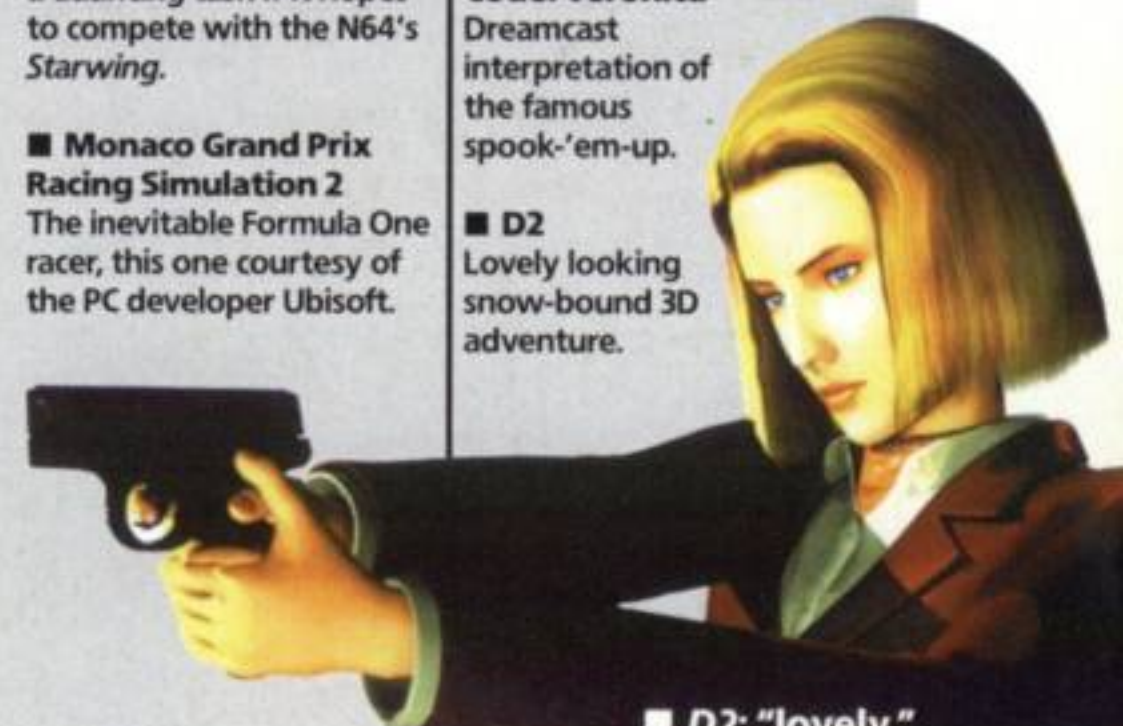 to compete with the N64's
Starwing.
■ Monaco Grand Prix
Racing Simulation 2
The inevitable Formula One
racer, this one courtesy of
the PC developer Ubisoft.
Dreamcast
interpretation of
the famous
spook-'em-up.
■ D2
Lovely looking
snow-bound 3D
adventure.
■ D2: "lovely."